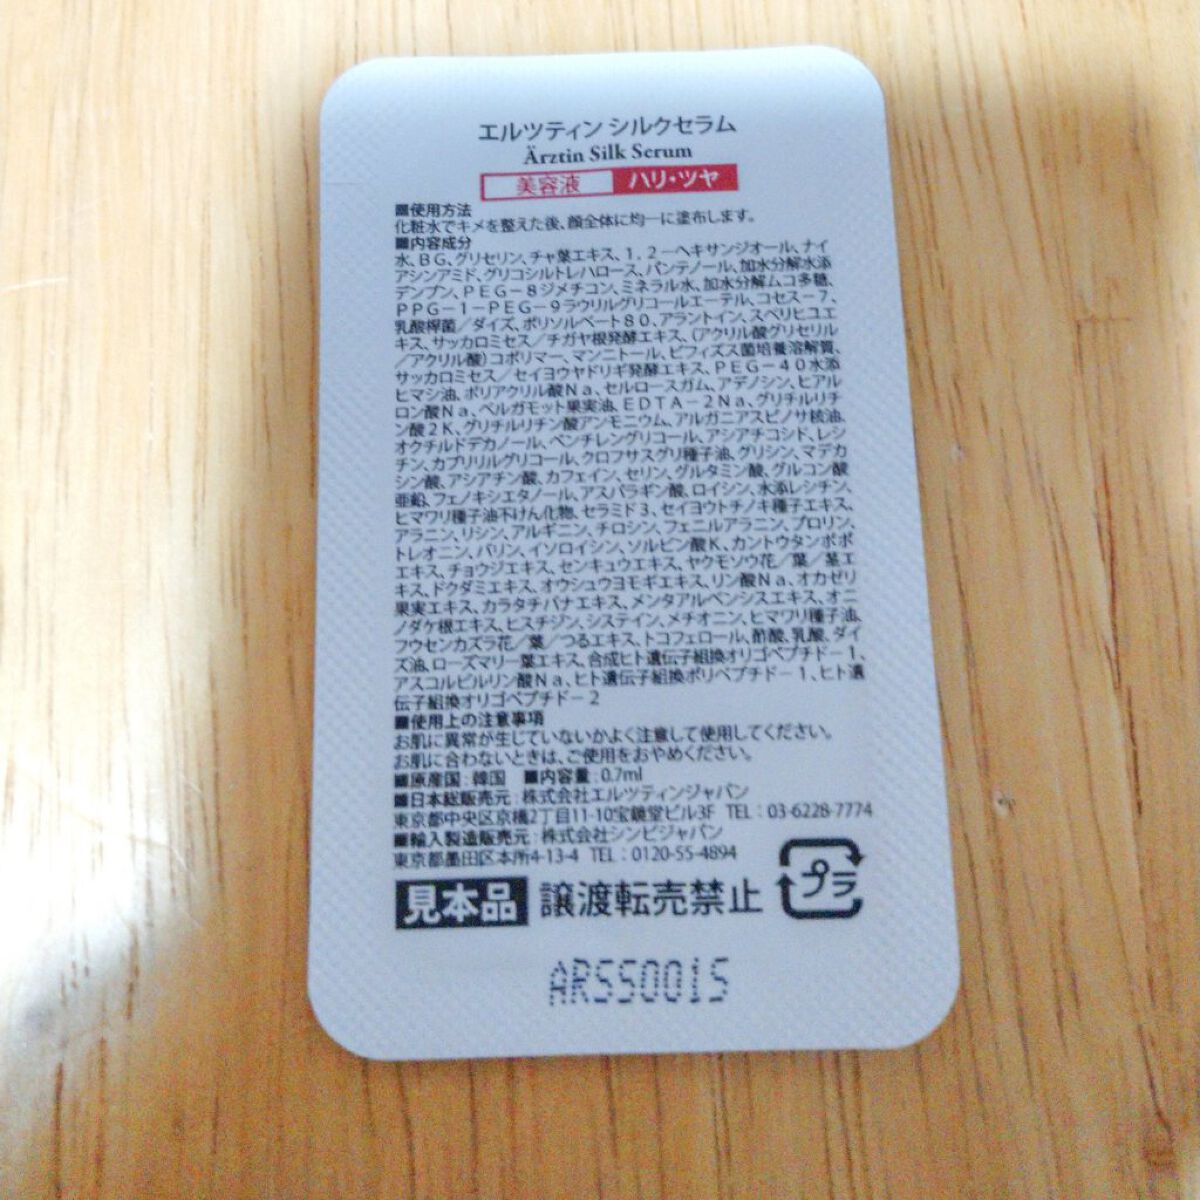 エルツティン シルクセラム
Ärztin Silk Serum
美容液 ハリ・ツヤ
■使用方法
化粧水でキメを整えた後、顔全体に均一に塗布します。
■内容成分
水、ＢＧ、グリセリン、チャ葉エキス、１，２－ヘキサンジオール、ナイ
アシンアミド、グリコシルトレハロース、パンテノール、加水分解水添
デンプン、ＰＥＧ－８ジメチコン、ミネラル水、加水分解ムコ多糖、
ＰＰＧ－１－ＰＥＧ－９ラウリルグリコールエーテル、コセス－７、
乳酸桿菌／ダイズ、ポリソルベート８０、アラントイン、スベリヒユエ
キス、サッカロミセス／チガヤ根発酵エキス、（アクリル酸グリセリル
／アクリル酸）コポリマー、マンニトール、ビフィズス菌培養溶解質、
サッカロミセス／セイヨウヤドリギ発酵エキス、ＰＥＧ－４０水添
ヒマシ油、ポリアクリル酸Ｎａ、セルロースガム、アデノシン、ヒアル
ロン酸Ｎａ、ベルガモット果実油、ＥＤＴＡ－２Ｎａ、グリチルリチ
ン酸２Ｋ、グリチルリチン酸アンモニウム、アルガニアスピノサ核油、
オクチルドデカノール、ペンチレングリコール、アシアチコシド、レシ
チン、カプリリルグリコール、クロフサスグリ種子油、グリシン、マデカ
シン酸、アシアチン酸、カフェイン、セリン、グルタミン酸、グルコン酸
亜鉛、フェノキシエタノール、アスパラギン酸、ロイシン、水添レシチン、
ヒマワリ種子油不けん化物、セラミド３、セイヨウトチノキ種子エキス、
アラニン、リシン、アルギニン、チロシン、フェニルアラニン、プロリン、
トレオニン、バリン、イソロイシン、ソルビン酸Ｋ、カントウタンポポ
エキス、チョウジエキス、センキュウエキス、ヤクモソウ花／葉／茎エ
キス、ドクダミエキス、オウシュウヨモギエキス、リン酸Ｎａ、オカゼリ
果実エキス、カラタチバナエキス、メンタアルベンシスエキス、オニ
ノダケ根エキス、ヒスチジン、システイン、メチオニン、ヒマワリ種子油、
フウセンカズラ花／葉／つるエキス、トコフェロール、酢酸、乳酸、ダイ
ズ油、ローズマリー葉エキス、合成ヒト遺伝子組換オリゴペプチド－１、
アスコルビルリン酸Ｎａ、ヒト遺伝子組換ポリペプチド－１、ヒト遺
伝子組換オリゴペプチド－２
■使用上の注意事項
お肌に異常が生じていないかよく注意して使用してください。
お肌に合わないときは、ご使用をおやめください。
■原産国：韓国 ■内容量：0.7ml
■日本総販売元：株式会社エルツティンジャパン
東京都中央区京橋2丁目11-10宝鏡堂ビル3F TEL：03-6228-7774
■輸入製造販売元：株式会社シンビジャパン
東京都墨田区本所4-13-4 TEL：0120-55-4894
見本品 譲渡転売禁止 プラ
ARSS0015